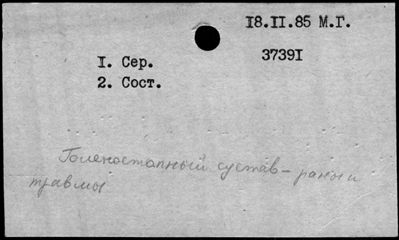 18.II.85 М.Г.
37391
1. Сер.
2. Сост.
Голеностопный сустав - раны и
травмы